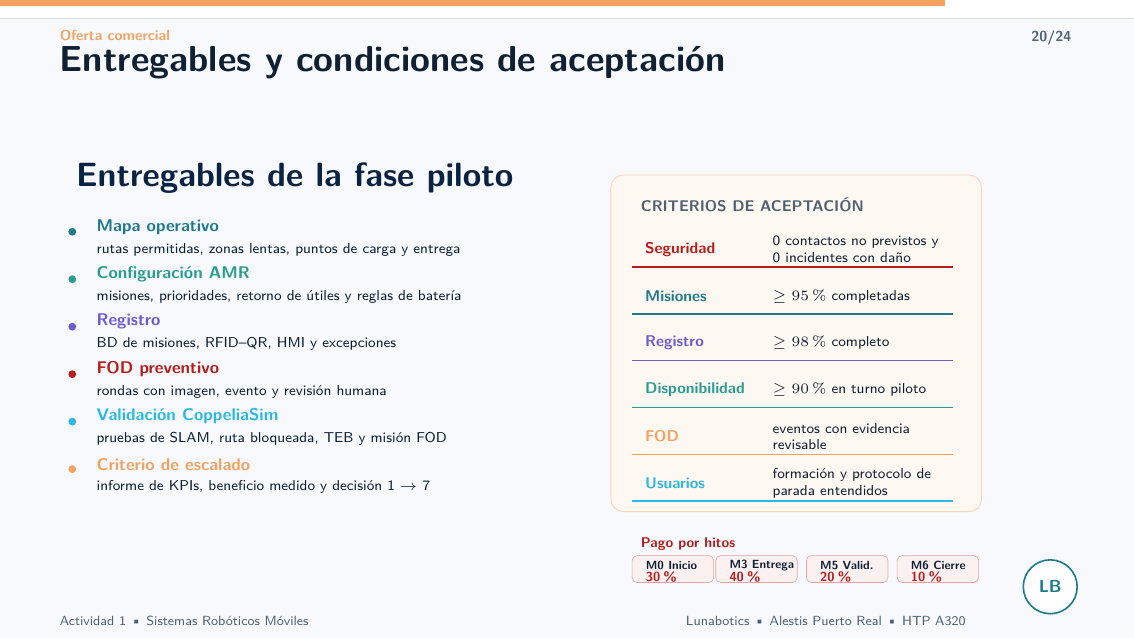 Oferta comercial
20/24
Entregables y condiciones de aceptación
Entregables de la fase piloto
Mapa operativo
rutas permitidas, zonas lentas, puntos de carga y entrega
Configuración AMR
misiones, prioridades, retorno de útiles y reglas de batería
Registro
BD de misiones, RFID–QR, HMI y excepciones
FOD preventivo
rondas con imagen, evento y revisión humana
Validación CoppeliaSim
pruebas de SLAM, ruta bloqueada, TEB y misión FOD
Criterio de escalado
informe de KPIs, beneficio medido y decisión 1 → 7
CRITERIOS DE ACEPTACIÓN
Seguridad
0 contactos no previstos y
0 incidentes con daño
Misiones
≥ 95 % completadas
Registro
≥ 98 % completo
Disponibilidad
≥ 90 % en turno piloto
FOD
eventos con evidencia
revisable
Usuarios
formación y protocolo de
parada entendidos
Pago por hitos
M0 Inicio
30 %
M3 Entrega
40 %
M5 Valid.
20 %
M6 Cierre
10 %
LB
Actividad 1 ▪ Sistemas Robóticos Móviles
Lunabotics ▪ Alestis Puerto Real ▪ HTP A320